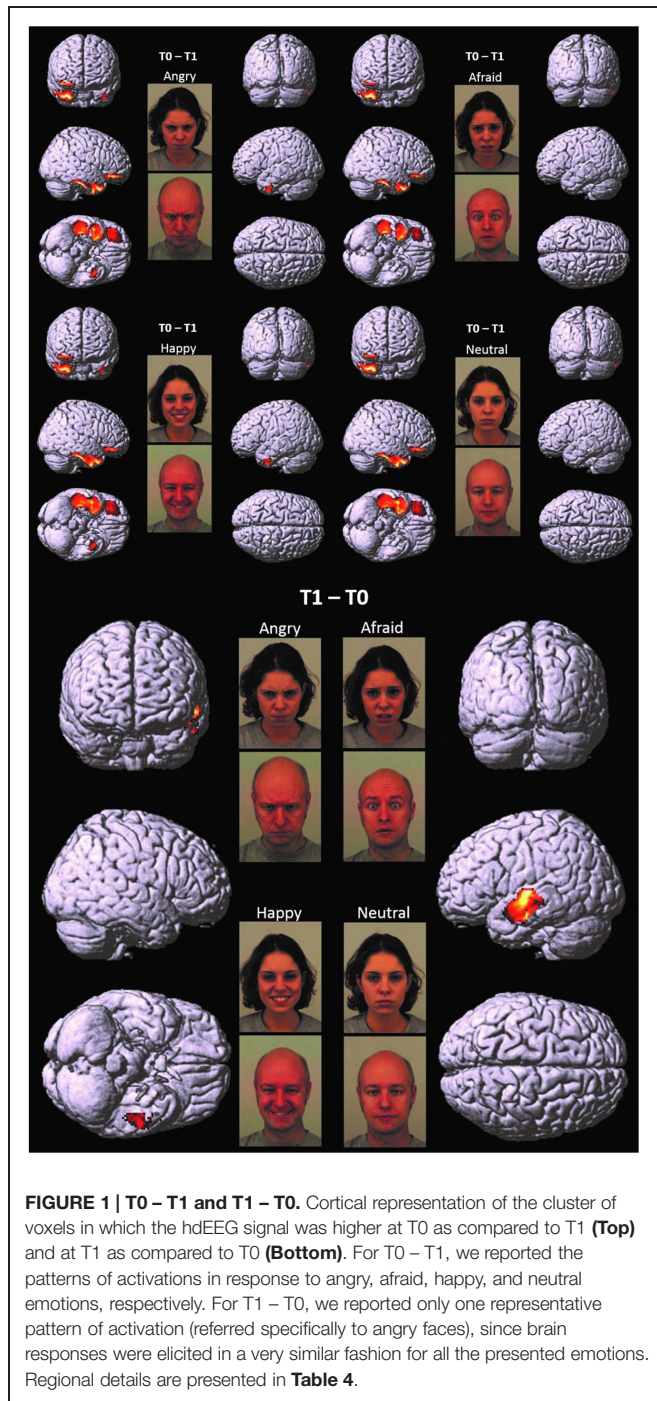 T0 – T1
Angry
T0 – T1
Afraid
T0 – T1
Happy
T0 – T1
Neutral
T1 – T0
Angry
Afraid
Happy
Neutral
FIGURE 1 | T0 – T1 and T1 – T0. Cortical representation of the cluster of
voxels in which the hdEEG signal was higher at T0 as compared to T1 (Top)
and at T1 as compared to T0 (Bottom). For T0 – T1, we reported the
patterns of activations in response to angry, afraid, happy, and neutral
emotions, respectively. For T1 – T0, we reported only one representative
pattern of activation (referred specifically to angry faces), since brain
responses were elicited in a very similar fashion for all the presented emotions.
Regional details are presented in Table 4.